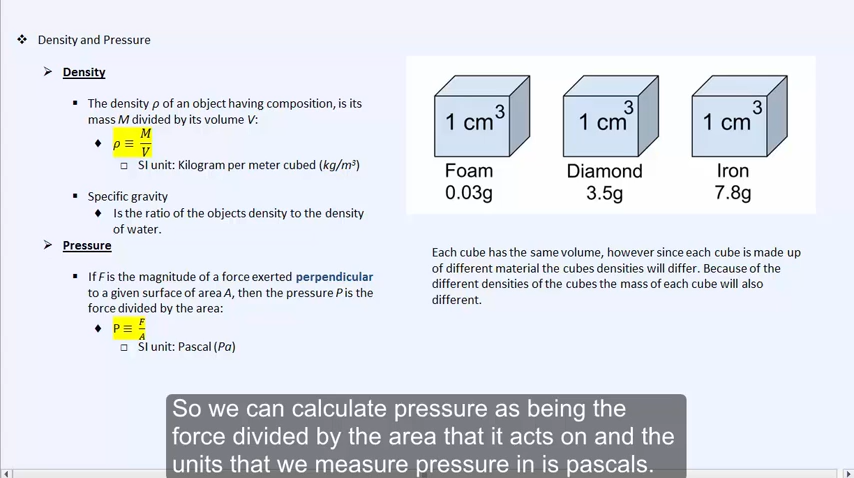 ❖ Density and Pressure
➢ Density
▪ The density ρ of an object having composition, is its
mass M divided by its volume V:
♦ ρ ≡ M/V
□ SI unit: Kilogram per meter cubed (kg/m³)
▪ Specific gravity
♦ Is the ratio of the objects density to the density
of water.
➢ Pressure
▪ If F is the magnitude of a force exerted perpendicular
to a given surface of area A, then the pressure P is the
force divided by the area:
♦ P ≡ F/A
□ SI unit: Pascal (Pa)
1 cm³ 1 cm³ 1 cm³
Foam Diamond Iron
0.03g 3.5g 7.8g
Each cube has the same volume, however since each cube is made up
of different material the cubes densities will differ. Because of the
different densities of the cubes the mass of each cube will also
different.
So we can calculate pressure as being the
force divided by the area that it acts on and the
units that we measure pressure in is pascals.